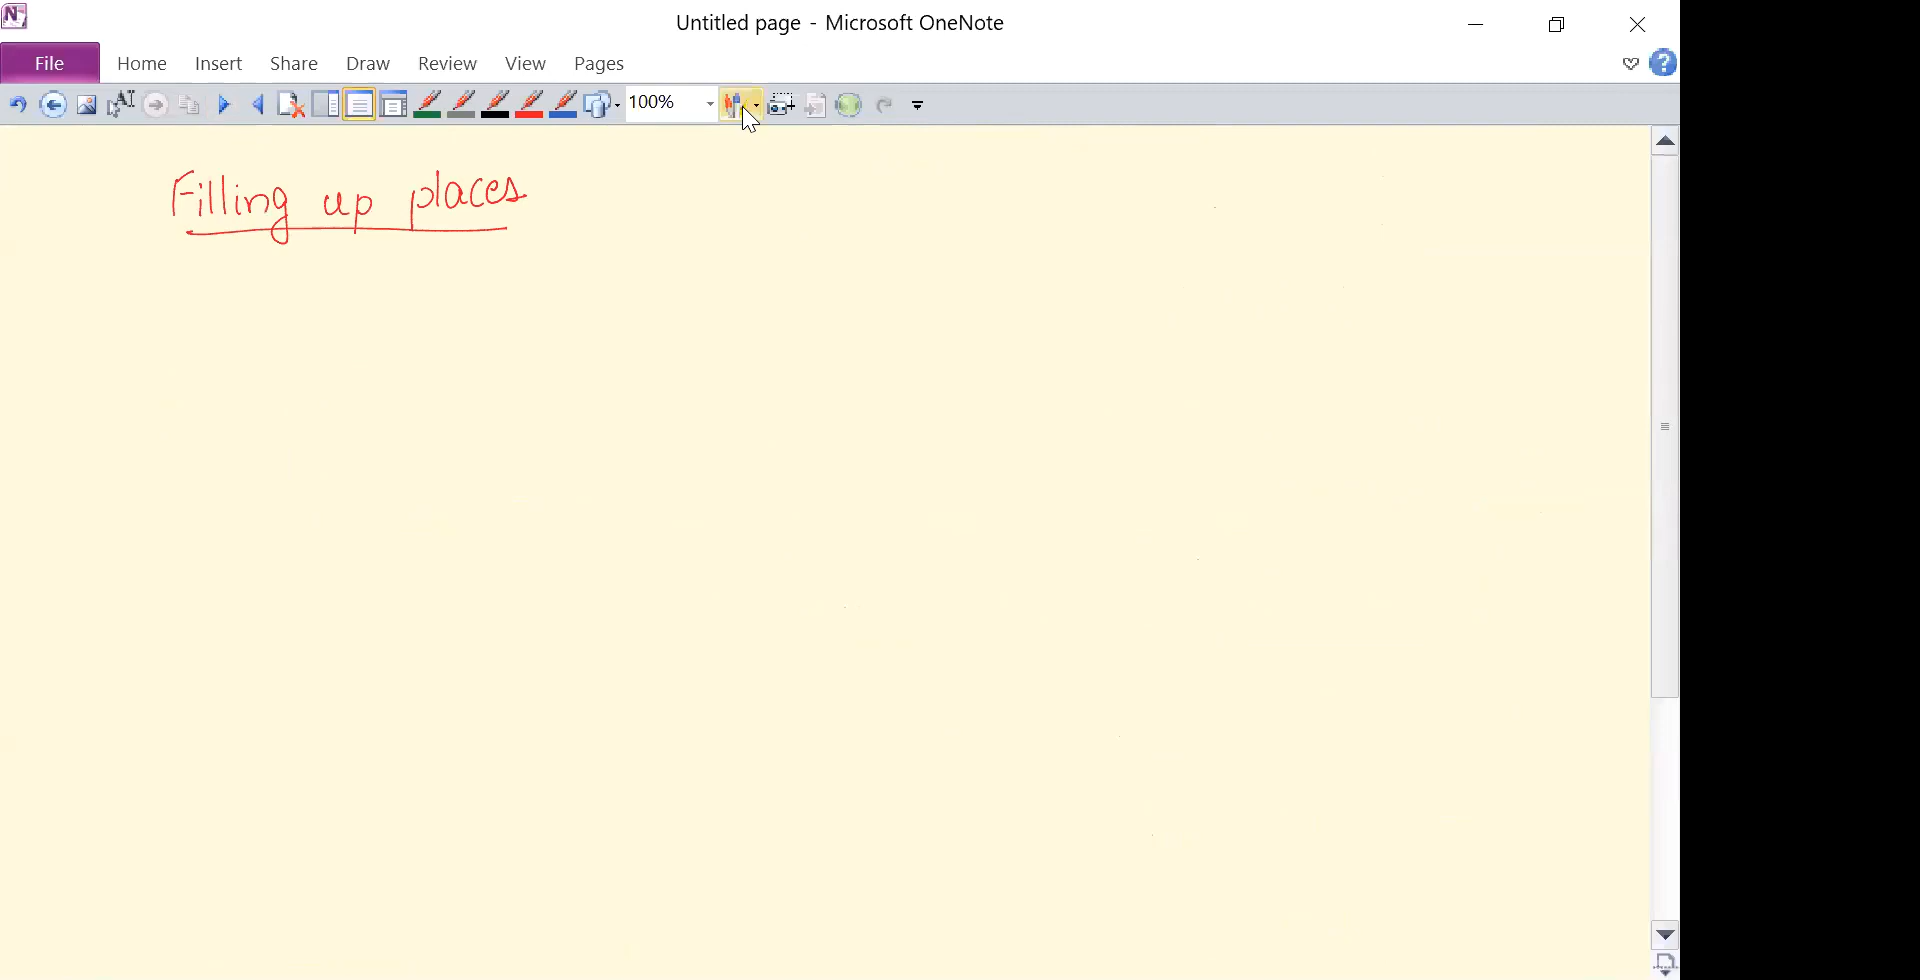 Untitled page - Microsoft OneNote
File Home Insert Share Draw Review View Pages
100%
Filling up places